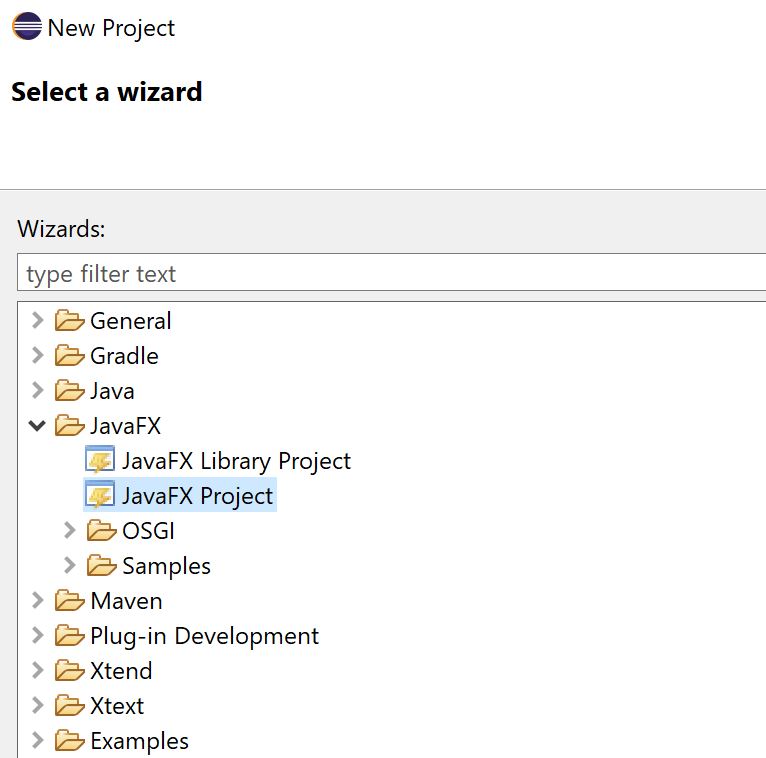 New Project
Select a wizard
Wizards:
type filter text
General
Gradle
Java
JavaFX
JavaFX Library Project
JavaFX Project
OSGI
Samples
Maven
Plug-in Development
Xtend
Xtext
Examples